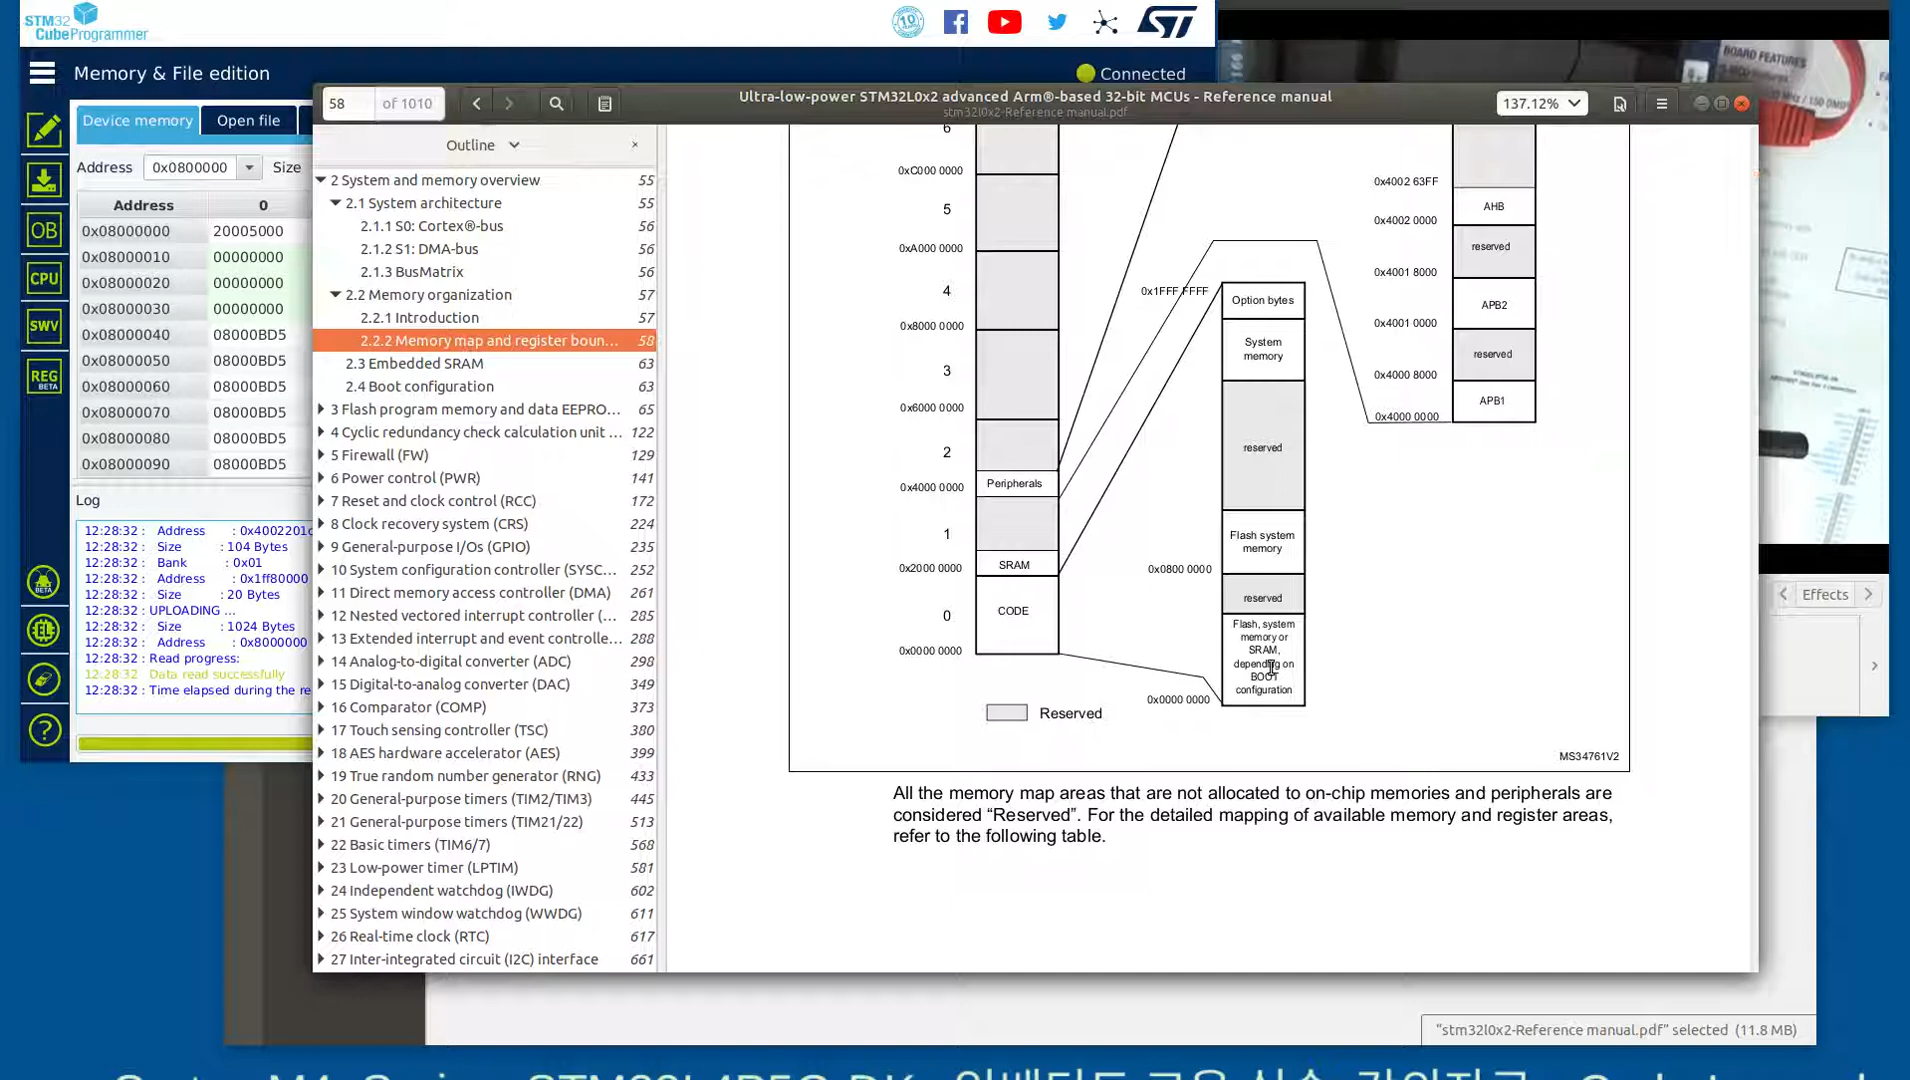 STM32
CubeProgrammer
Memory & File edition
Connected
Device memory
Open file
Address
0x0800000
Size
Address
0
0x08000000
20005000
0x08000010
00000000
0x08000020
00000000
0x08000030
00000000
0x08000040
08000BD5
0x08000050
08000BD5
0x08000060
08000BD5
0x08000070
08000BD5
0x08000080
08000BD5
0x08000090
08000BD5
OB
CPU
SWV
REG
BETA
Log
12:28:32 : Address : 0x4002201c
12:28:32 : Size : 104 Bytes
12:28:32 : Bank : 0x01
12:28:32 : Address : 0x1ff80000
12:28:32 : Size : 20 Bytes
12:28:32 : UPLOADING ...
12:28:32 : Size : 1024 Bytes
12:28:32 : Address : 0x8000000
12:28:32 : Read progress:
12:28:32 : Data read successfully
12:28:32 : Time elapsed during the re
58 of 1010
Ultra-low-power STM32L0x2 advanced Arm®-based 32-bit MCUs - Reference manual
stm32l0x2-Reference manual.pdf
137.12%
Outline
2 System and memory overview 55
2.1 System architecture 55
2.1.1 S0: Cortex®-bus 56
2.1.2 S1: DMA-bus 56
2.1.3 BusMatrix 56
2.2 Memory organization 57
2.2.1 Introduction 57
2.2.2 Memory map and register boun... 58
2.3 Embedded SRAM 63
2.4 Boot configuration 63
3 Flash program memory and data EEPRO... 65
4 Cyclic redundancy check calculation unit ... 122
5 Firewall (FW) 129
6 Power control (PWR) 141
7 Reset and clock control (RCC) 172
8 Clock recovery system (CRS) 224
9 General-purpose I/Os (GPIO) 235
10 System configuration controller (SYSC... 252
11 Direct memory access controller (DMA) 261
12 Nested vectored interrupt controller (... 285
13 Extended interrupt and event controlle... 288
14 Analog-to-digital converter (ADC) 298
15 Digital-to-analog converter (DAC) 349
16 Comparator (COMP) 373
17 Touch sensing controller (TSC) 380
18 AES hardware accelerator (AES) 399
19 True random number generator (RNG) 433
20 General-purpose timers (TIM2/TIM3) 445
21 General-purpose timers (TIM21/22) 513
22 Basic timers (TIM6/7) 568
23 Low-power timer (LPTIM) 581
24 Independent watchdog (IWDG) 602
25 System window watchdog (WWDG) 611
26 Real-time clock (RTC) 617
27 Inter-integrated circuit (I2C) interface 661
6
0xC000 0000
5
0xA000 0000
4
0x8000 0000
3
0x6000 0000
2
Peripherals
0x4000 0000
1
0x2000 0000
SRAM
0
CODE
0x0000 0000
Reserved
0x1FFF FFFF
Option bytes
System
memory
reserved
Flash system
memory
0x0800 0000
reserved
Flash, system
memory or
SRAM,
depending on
BOOT
configuration
0x0000 0000
0x4002 63FF
AHB
0x4002 0000
reserved
0x4001 8000
APB2
0x4001 0000
reserved
0x4000 8000
APB1
0x4000 0000
MS34761V2
All the memory map areas that are not allocated to on-chip memories and peripherals are
considered “Reserved”. For the detailed mapping of available memory and register areas,
refer to the following table.
BOARD FEATURES
Effects
“stm32l0x2-Reference manual.pdf” selected (11.8 MB)